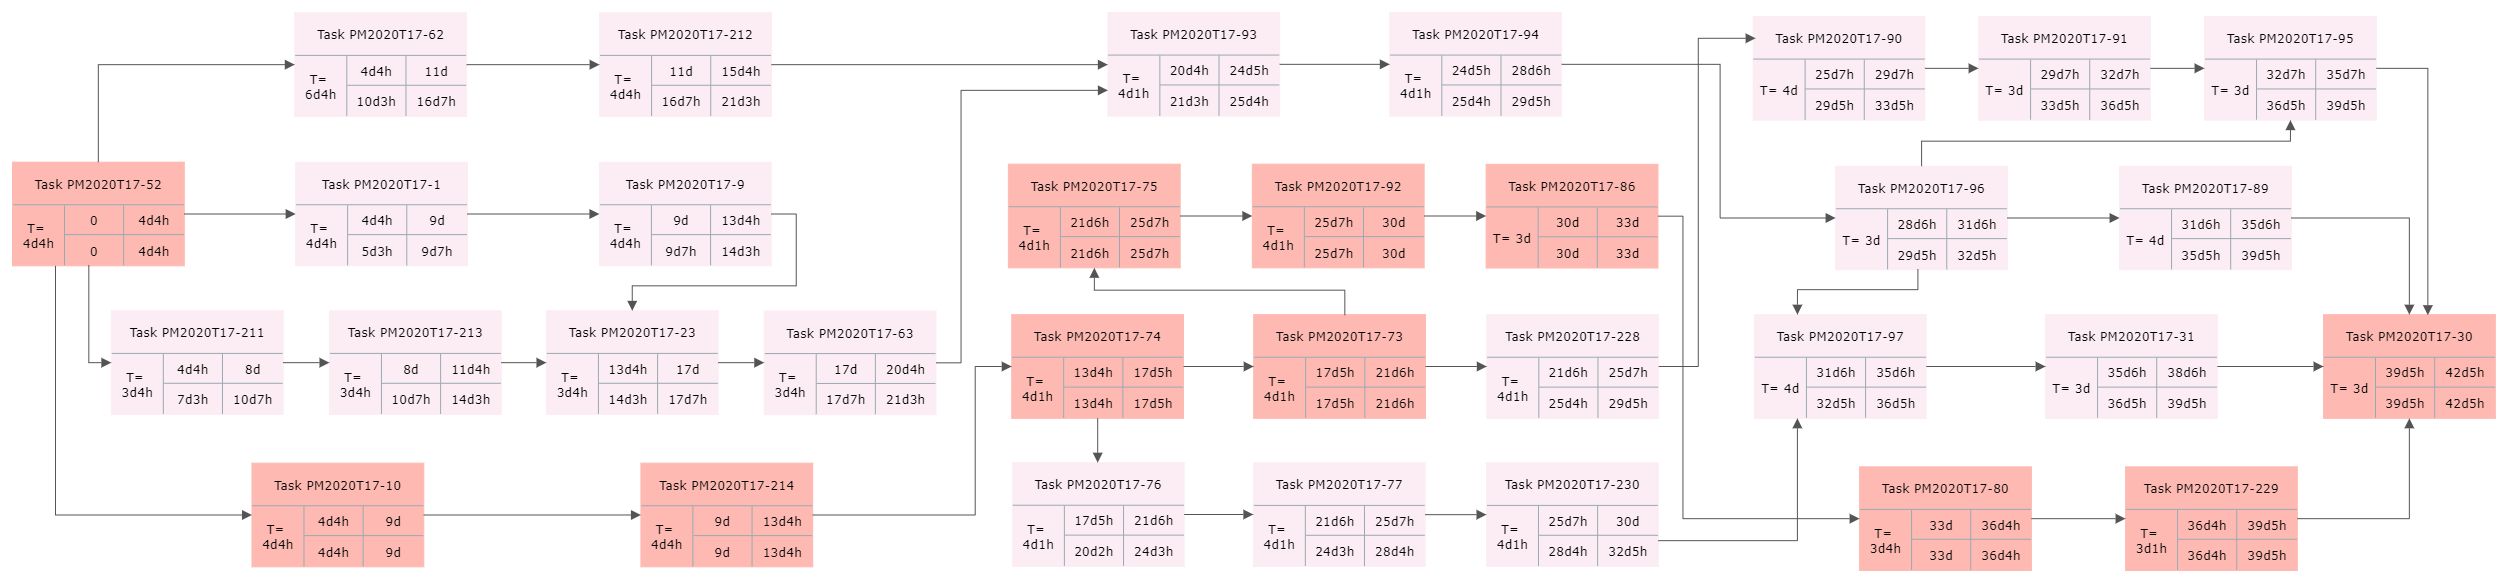 Task PM2020T17-62
T=
6d4h
4d4h 11d
10d3h 16d7h
Task PM2020T17-212
T=
4d4h
11d 15d4h
16d7h 21d3h
Task PM2020T17-93
T=
4d1h
20d4h 24d5h
21d3h 25d4h
Task PM2020T17-94
T=
4d1h
24d5h 28d6h
25d4h 29d5h
Task PM2020T17-90
T= 4d
25d7h 29d7h
29d5h 33d5h
Task PM2020T17-91
T= 3d
29d7h 32d7h
33d5h 36d5h
Task PM2020T17-95
T= 3d
32d7h 35d7h
36d5h 39d5h
Task PM2020T17-52
T=
4d4h
0 4d4h
0 4d4h
Task PM2020T17-1
T=
4d4h
4d4h 9d
5d3h 9d7h
Task PM2020T17-9
T=
4d4h
9d 13d4h
9d7h 14d3h
Task PM2020T17-75
T=
4d1h
21d6h 25d7h
21d6h 25d7h
Task PM2020T17-92
T=
4d1h
25d7h 30d
25d7h 30d
Task PM2020T17-86
T= 3d
30d 33d
30d 33d
Task PM2020T17-96
T= 3d
28d6h 31d6h
29d5h 32d5h
Task PM2020T17-89
T= 4d
31d6h 35d6h
35d5h 39d5h
Task PM2020T17-211
T=
3d4h
4d4h 8d
7d3h 10d7h
Task PM2020T17-213
T=
3d4h
8d 11d4h
10d7h 14d3h
Task PM2020T17-23
T=
3d4h
13d4h 17d
14d3h 17d7h
Task PM2020T17-63
T=
3d4h
17d 20d4h
17d7h 21d3h
Task PM2020T17-74
T=
4d1h
13d4h 17d5h
13d4h 17d5h
Task PM2020T17-73
T=
4d1h
17d5h 21d6h
17d5h 21d6h
Task PM2020T17-228
T=
4d1h
21d6h 25d7h
25d4h 29d5h
Task PM2020T17-97
T= 4d
31d6h 35d6h
32d5h 36d5h
Task PM2020T17-31
T= 3d
35d6h 38d6h
36d5h 39d5h
Task PM2020T17-30
T= 3d
39d5h 42d5h
39d5h 42d5h
Task PM2020T17-10
T=
4d4h
4d4h 9d
4d4h 9d
Task PM2020T17-214
T=
4d4h
9d 13d4h
9d 13d4h
Task PM2020T17-76
T=
4d1h
17d5h 21d6h
20d2h 24d3h
Task PM2020T17-77
T=
4d1h
21d6h 25d7h
24d3h 28d4h
Task PM2020T17-230
T=
4d1h
25d7h 30d
28d4h 32d5h
Task PM2020T17-80
T=
3d4h
33d 36d4h
33d 36d4h
Task PM2020T17-229
T=
3d1h
36d4h 39d5h
36d4h 39d5h